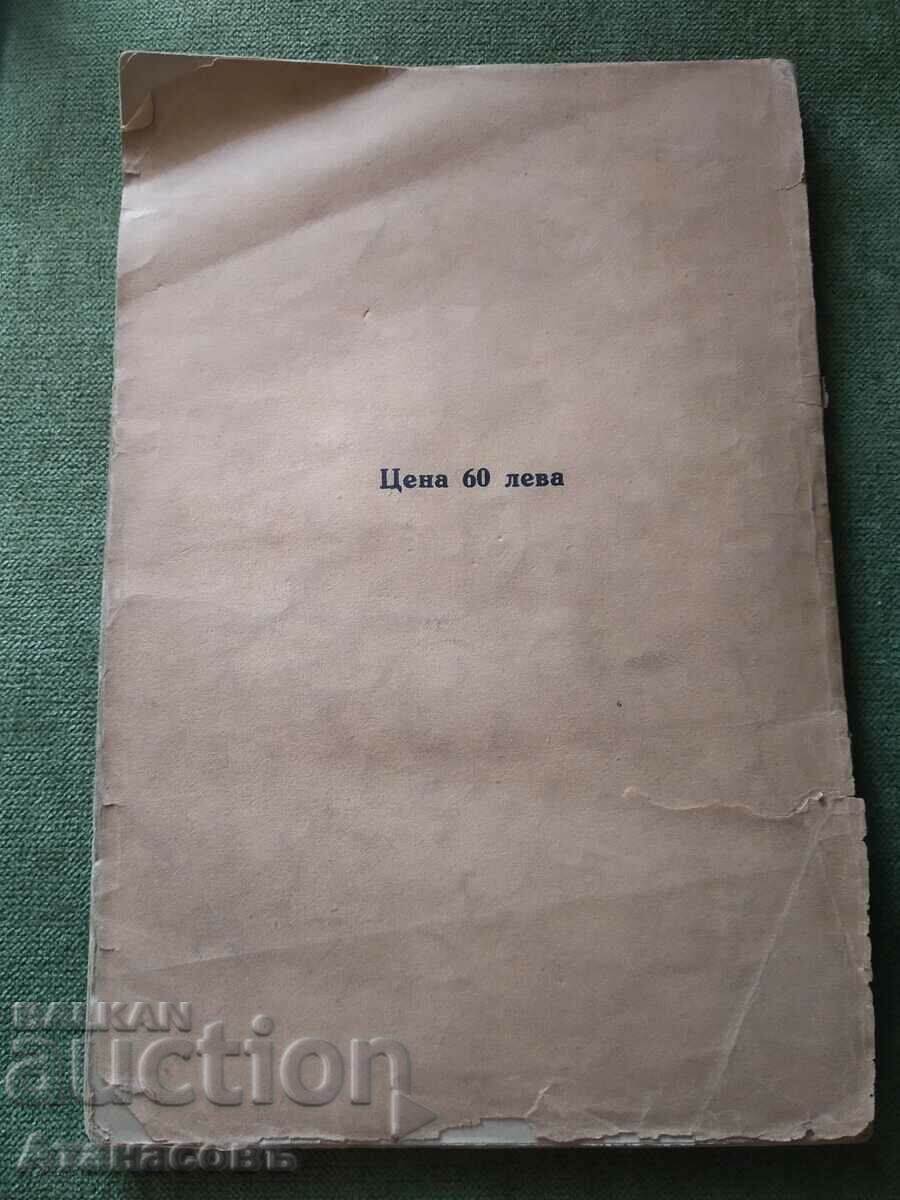 Цена 60 лева
BALKAN
auction
Атанасовъ